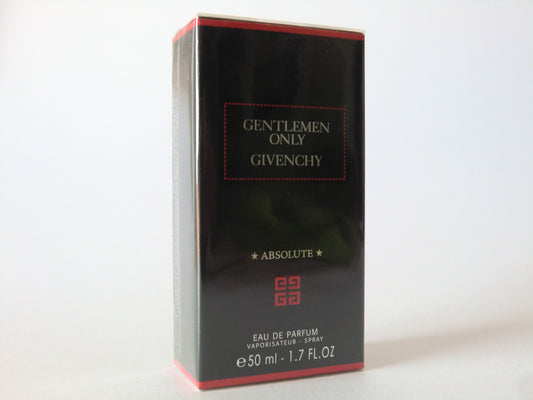 GENTLEMEN
ONLY
GIVENCHY
★ ABSOLUTE ★
EAU DE PARFUM
VAPORISATEUR - SPRAY
℮50 ml - 1.7 FL.OZ